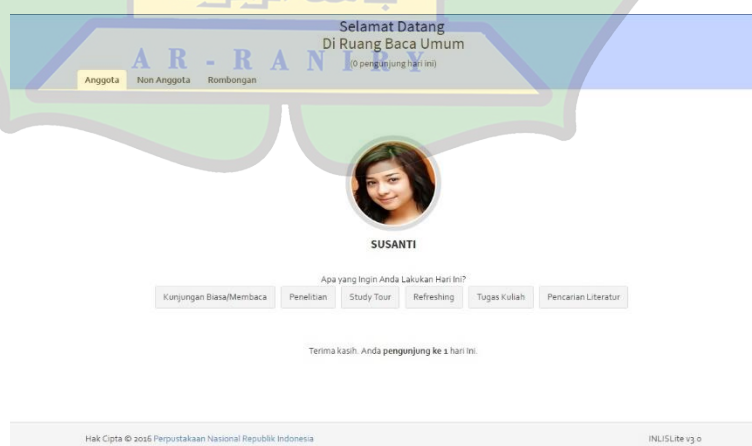 Selamat Datang
Di Ruang Baca Umum
(0 pengunjung hari ini)
AR-RANIRY
Anggota Non Anggota Rombongan
SUSANTI
Apa yang Ingin Anda Lakukan Hari Ini?
Kunjungan Biasa/Membaca Penelitian Study Tour Refreshing Tugas Kuliah Pencarian Literatur
Terima kasih. Anda pengunjung ke 1 hari Ini.
Hak Cipta © 2016 Perpustakaan Nasional Republik Indonesia INLISLite v3.0